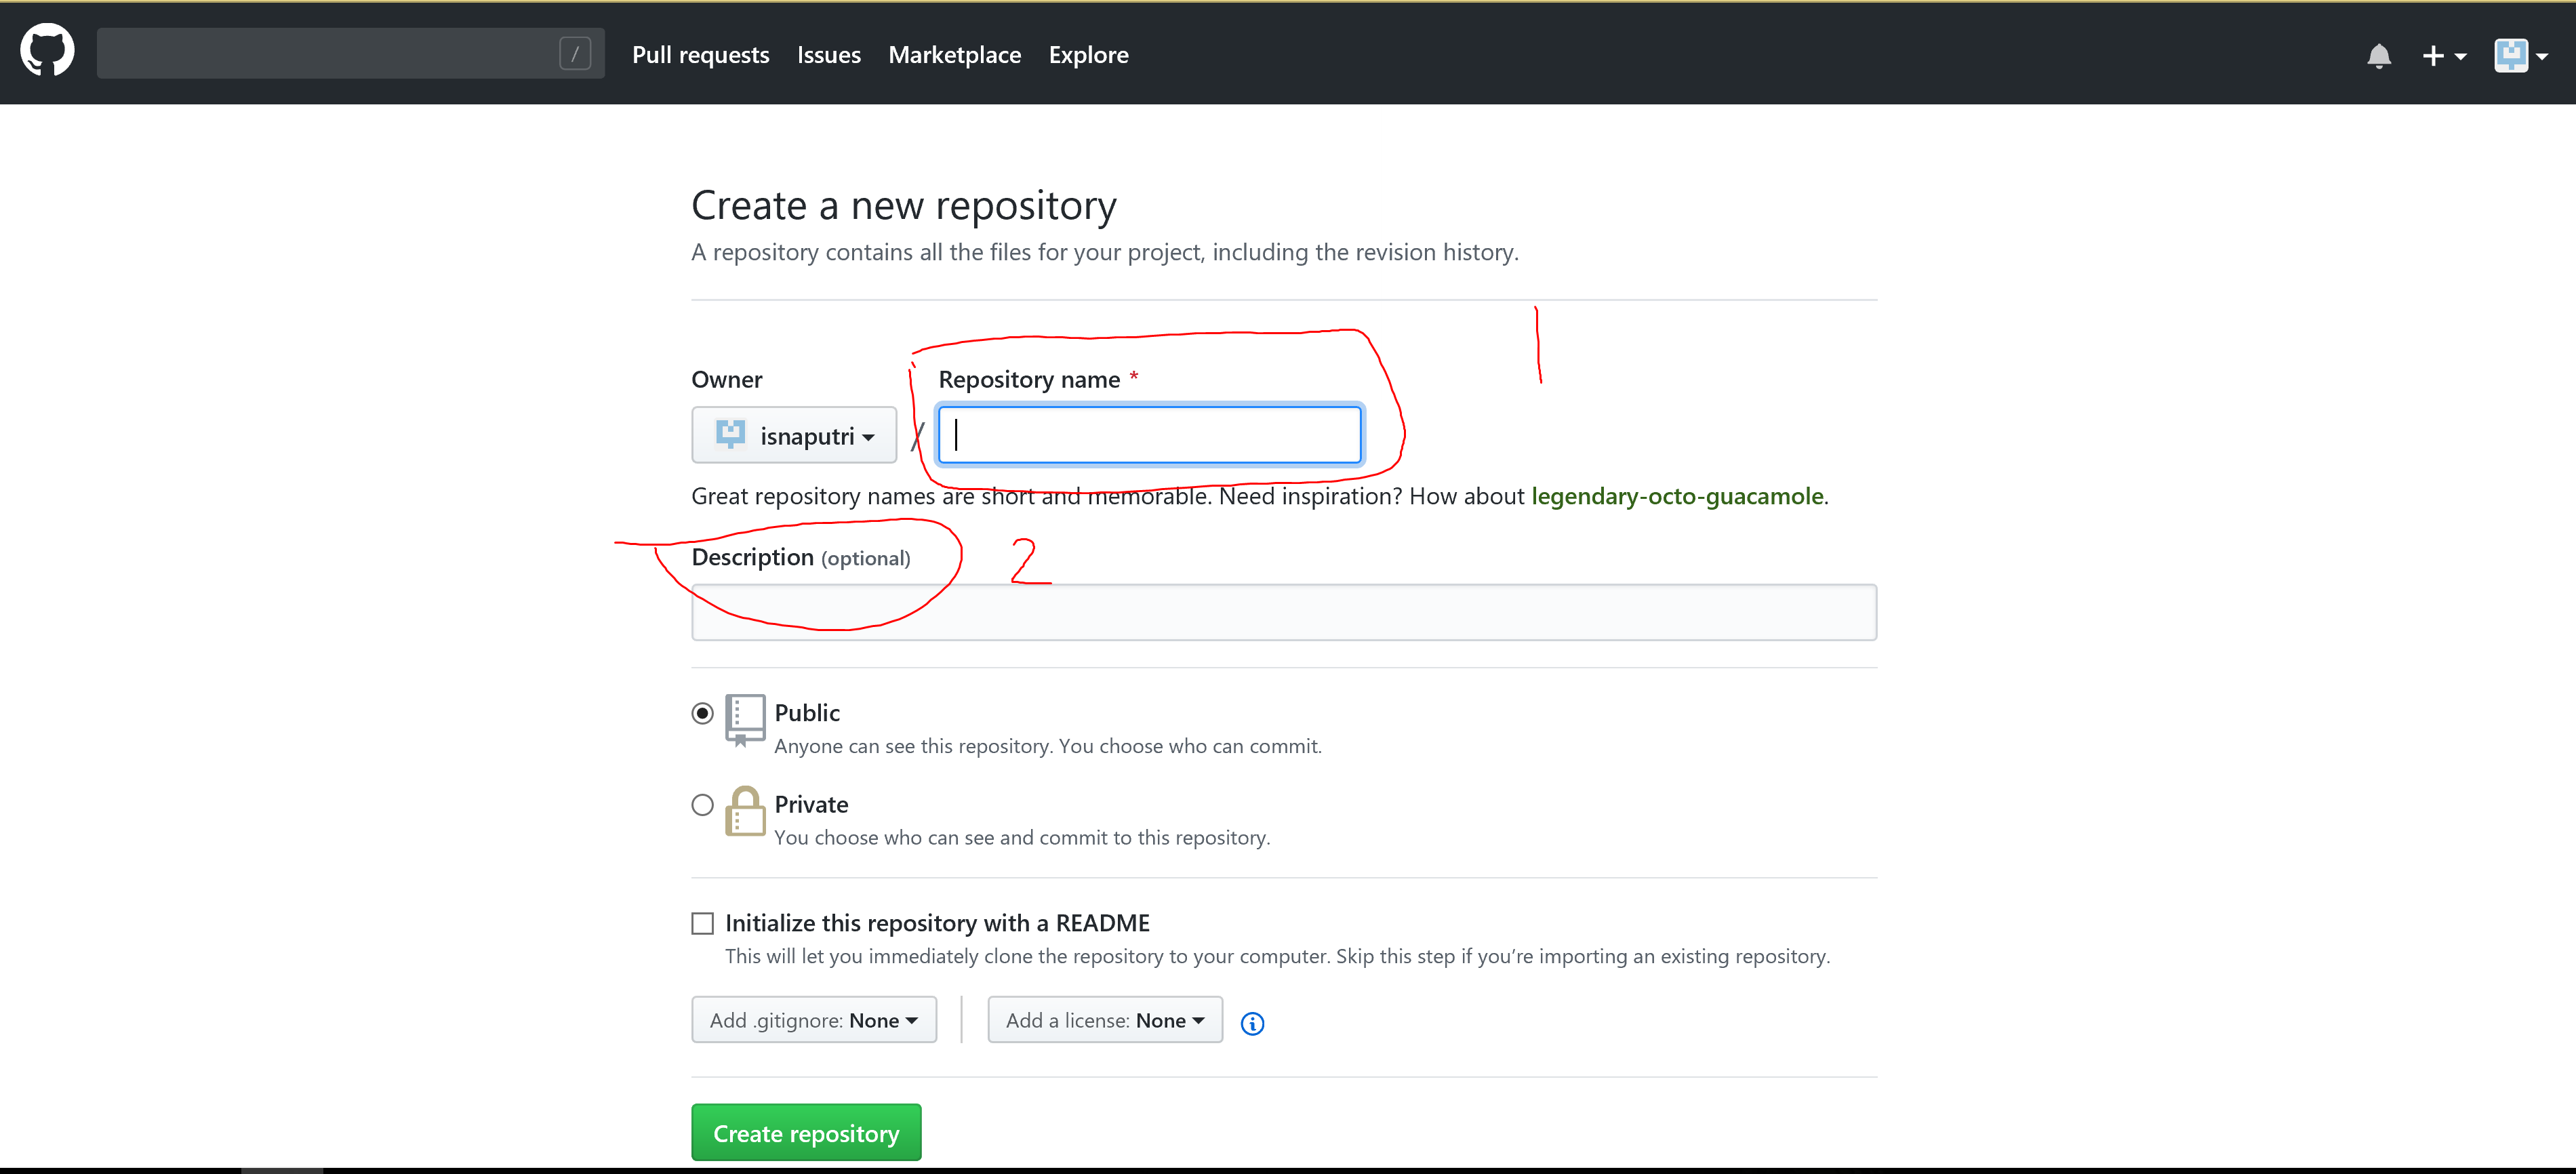 / Pull requests Issues Marketplace Explore
Create a new repository
A repository contains all the files for your project, including the revision history.
1
Owner Repository name *
isnaputri /
Great repository names are short and memorable. Need inspiration? How about legendary-octo-guacamole.
Description (optional) 2
Public
Anyone can see this repository. You choose who can commit.
Private
You choose who can see and commit to this repository.
Initialize this repository with a README
This will let you immediately clone the repository to your computer. Skip this step if you’re importing an existing repository.
Add .gitignore: None Add a license: None
Create repository